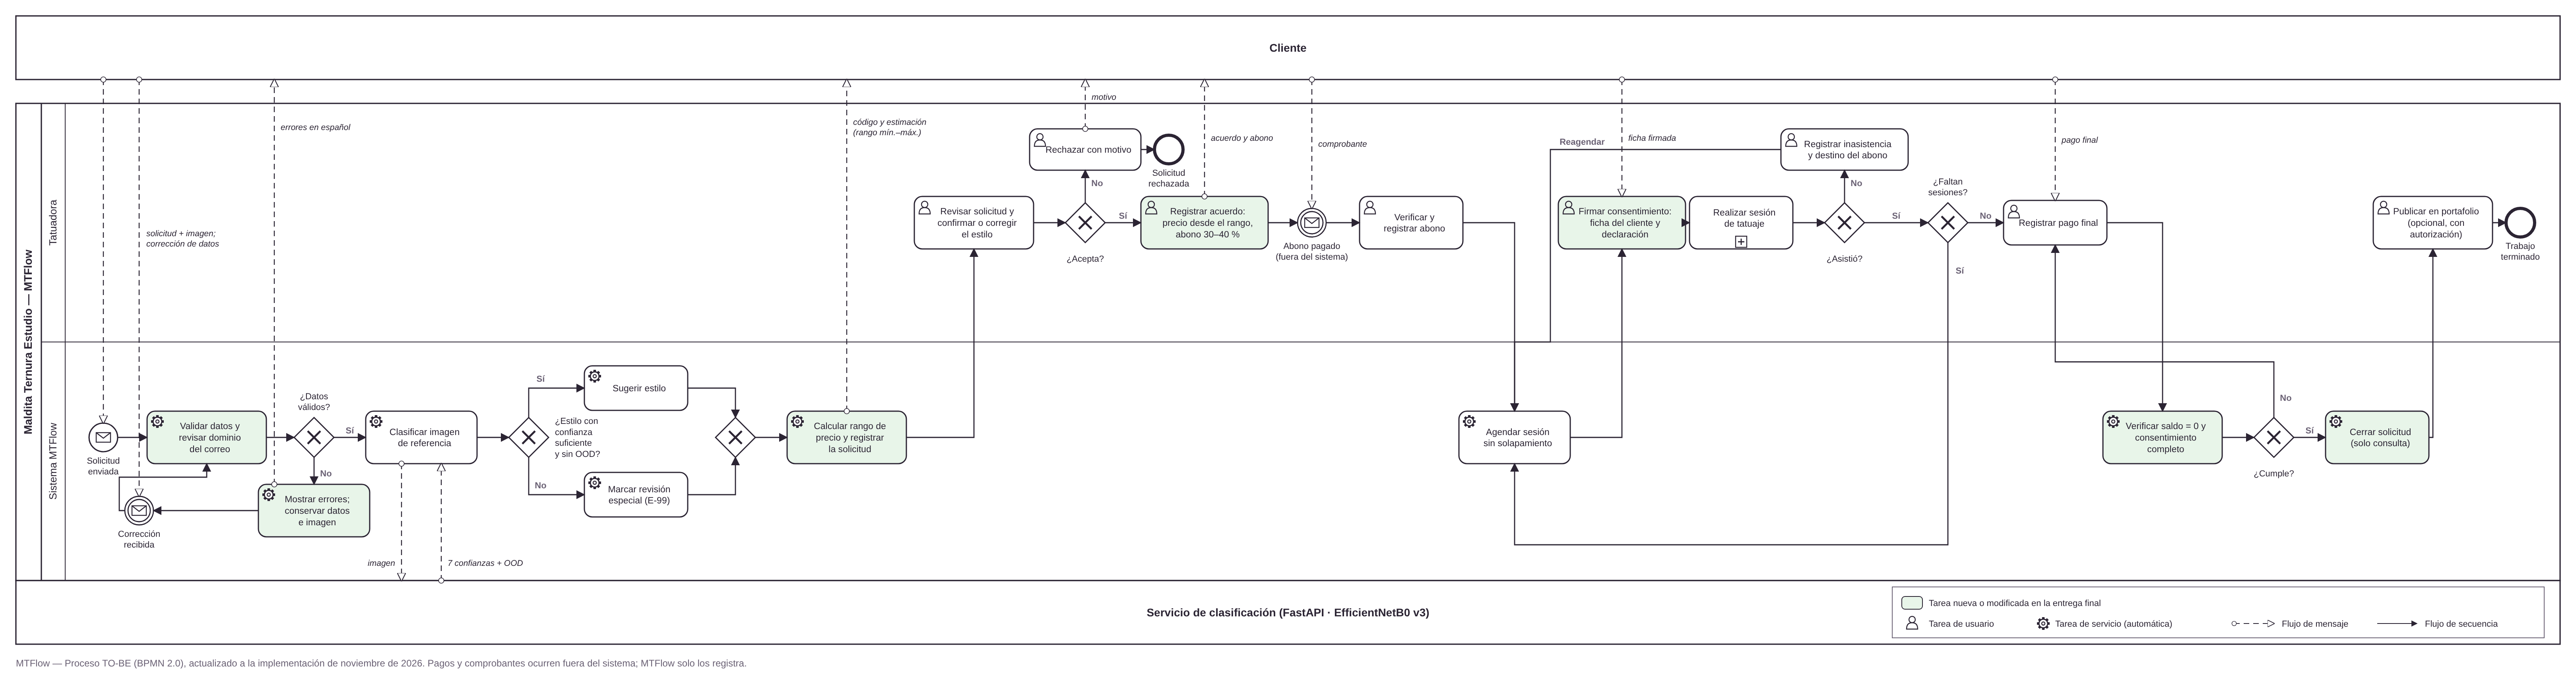 Cliente
motivo
errores en español
código y estimación
(rango mín.–máx.)
acuerdo y abono
comprobante
Reagendar
ficha firmada
pago final
solicitud + imagen;
corrección de datos
Maldita Ternura Estudio — MTFlow
Tatuadora
Rechazar con motivo
Solicitud
rechazada
No
Revisar solicitud y
confirmar o corregir
el estilo
¿Acepta?
Sí
Registrar acuerdo:
precio desde el rango,
abono 30–40 %
Abono pagado
(fuera del sistema)
Verificar y
registrar abono
Firmar consentimiento:
ficha del cliente y
declaración
Realizar sesión
de tatuaje
Registrar inasistencia
y destino del abono
No
¿Asistió?
Sí
¿Faltan
sesiones?
No
Sí
Registrar pago final
Publicar en portafolio
(opcional, con
autorización)
Trabajo
terminado
Sistema MTFlow
Solicitud
enviada
Validar datos y
revisar dominio
del correo
¿Datos
válidos?
Sí
No
Mostrar errores;
conservar datos
e imagen
Corrección
recibida
Clasificar imagen
de referencia
imagen
7 confianzas + OOD
¿Estilo con
confianza
suficiente
y sin OOD?
Sí
Sugerir estilo
No
Marcar revisión
especial (E-99)
Calcular rango de
precio y registrar
la solicitud
Agendar sesión
sin solapamiento
Verificar saldo = 0 y
consentimiento
completo
¿Cumple?
No
Sí
Cerrar solicitud
(solo consulta)
Servicio de clasificación (FastAPI · EfficientNetB0 v3)
Tarea nueva o modificada en la entrega final
Tarea de usuario
Tarea de servicio (automática)
Flujo de mensaje
Flujo de secuencia
MTFlow — Proceso TO-BE (BPMN 2.0), actualizado a la implementación de noviembre de 2026. Pagos y comprobantes ocurren fuera del sistema; MTFlow solo los registra.